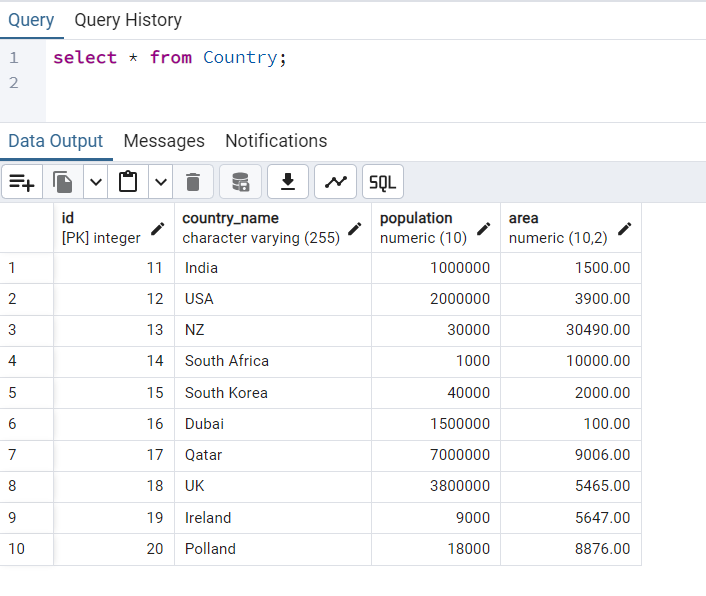 Query Query History
1 select * from Country;
2
Data Output Messages Notifications
SQL
id country_name population area
[PK] integer character varying (255) numeric (10) numeric (10,2)
1 11 India 1000000 1500.00
2 12 USA 2000000 3900.00
3 13 NZ 30000 30490.00
4 14 South Africa 1000 10000.00
5 15 South Korea 40000 2000.00
6 16 Dubai 1500000 100.00
7 17 Qatar 7000000 9006.00
8 18 UK 3800000 5465.00
9 19 Ireland 9000 5647.00
10 20 Polland 18000 8876.00